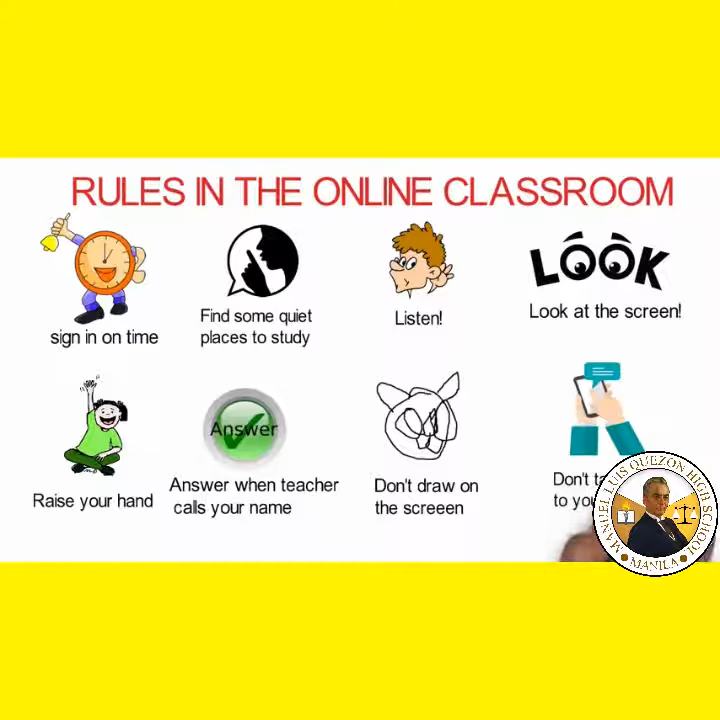 RULES IN THE ONLINE CLASSROOM
LOOK
sign in on time
Find some quiet
places to study
Listen!
Look at the screen!
Answer
Raise your hand
Answer when teacher
calls your name
Don't draw on
the screeen
Don't
to
MANUEL LUIS QUEZON HIGH SCHOOL
MANILA